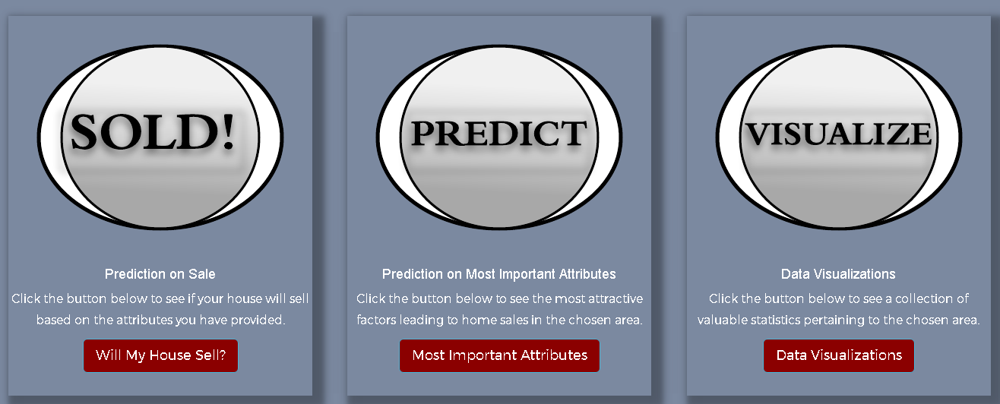 SOLD!
Prediction on Sale
Click the button below to see if your house will sell
based on the attributes you have provided.
Will My House Sell?
PREDICT
Prediction on Most Important Attributes
Click the button below to see the most attractive
factors leading to home sales in the chosen area.
Most Important Attributes
VISUALIZE
Data Visualizations
Click the button below to see a collection of
valuable statistics pertaining to the chosen area.
Data Visualizations